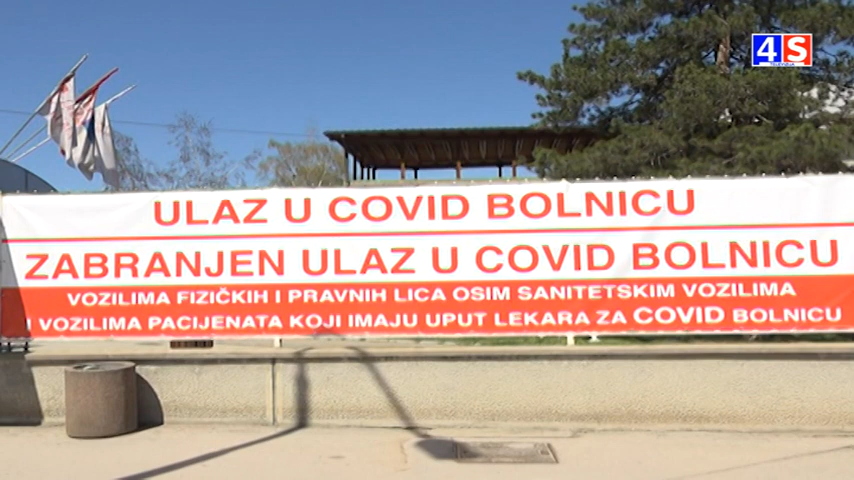 4S
ULAZ U COVID BOLNICU
ZABRANJEN ULAZ U COVID BOLNICU
VOZILIMA FIZIČKIH I PRAVNIH LICA OSIM SANITETSKIM VOZILIMA
I VOZILIMA PACIJENATA KOJI IMAJU UPUT LEKARA ZA COVID BOLNICU